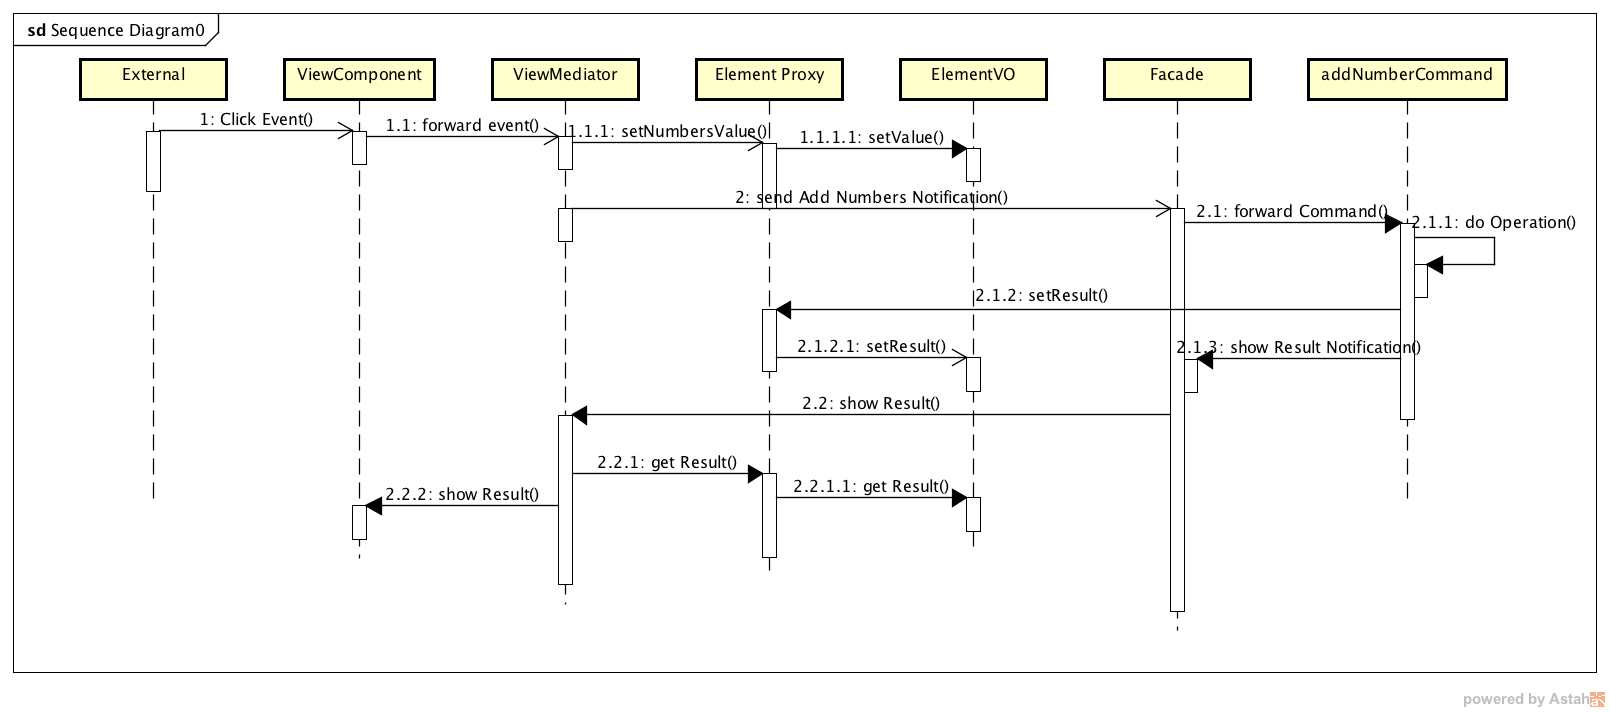 sd Sequence Diagram0
External
ViewComponent
ViewMediator
Element Proxy
ElementVO
Facade
addNumberCommand
1: Click Event()
1.1: forward event()
1.1.1: setNumbersValue()
1.1.1.1: setValue()
2: send Add Numbers Notification()
2.1: forward Command()
2.1.1: do Operation()
2.1.2: setResult()
2.1.2.1: setResult()
2.1.3: show Result Notification()
2.2: show Result()
2.2.1: get Result()
2.2.1.1: get Result()
2.2.2: show Result()
powered by Astah